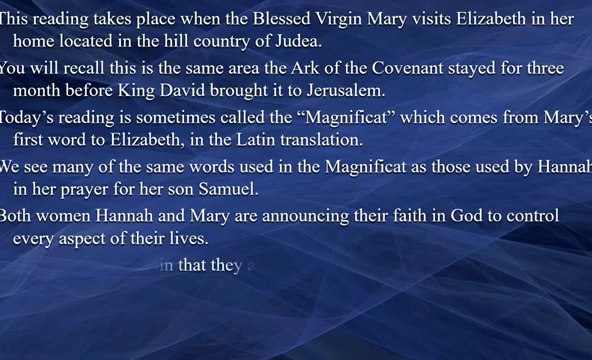 This reading takes place when the Blessed Virgin Mary visits Elizabeth in her
home located in the hill country of Judea.
You will recall this is the same area the Ark of the Covenant stayed for three
month before King David brought it to Jerusalem.
Today’s reading is sometimes called the “Magnificat” which comes from Mary’s
first word to Elizabeth, in the Latin translation.
We see many of the same words used in the Magnificat as those used by Hannah
in her prayer for her son Samuel.
Both women Hannah and Mary are announcing their faith in God to control
every aspect of their lives.
in that they